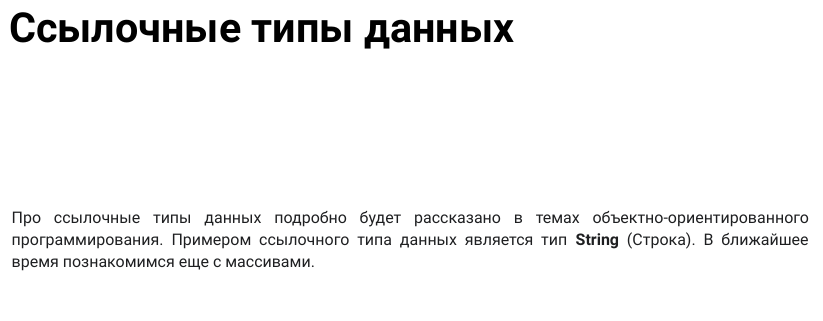 Ссылочные типы данных
Про ссылочные типы данных подробно будет рассказано в темах объектно-ориентированного
программирования. Примером ссылочного типа данных является тип String (Строка). В ближайшее
время познакомимся еще с массивами.